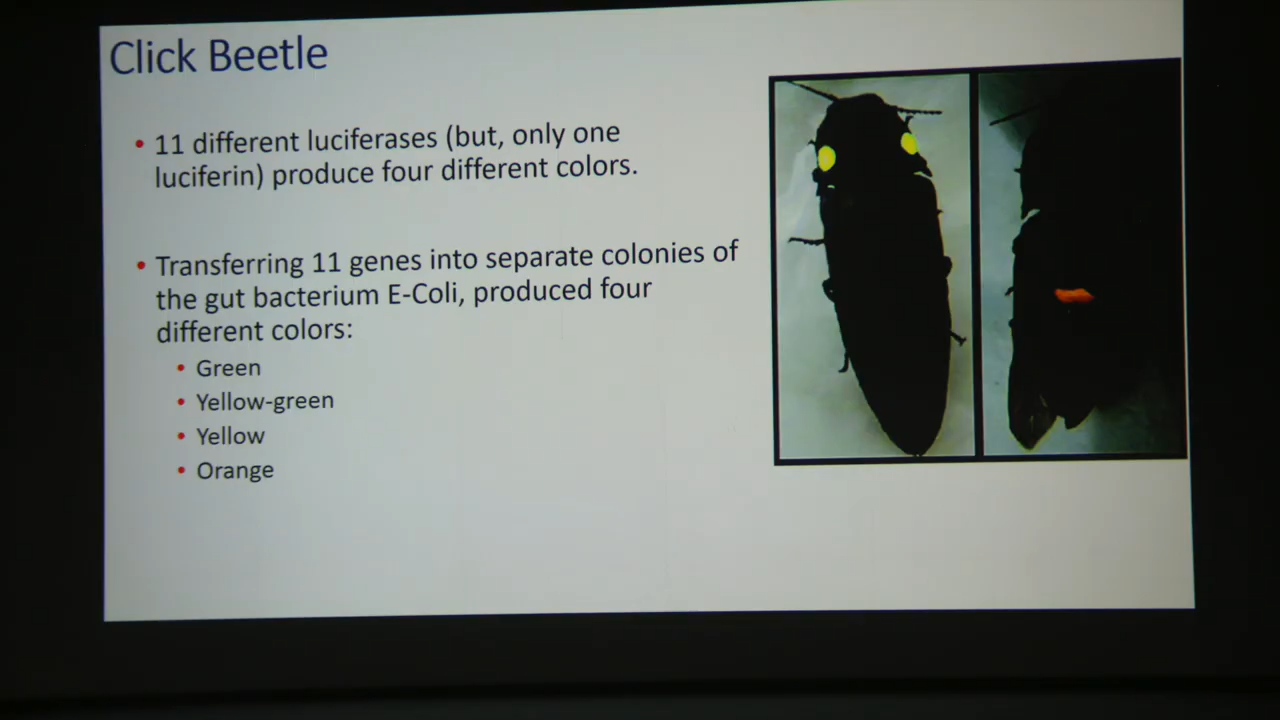 Click Beetle
• 11 different luciferases (but, only one
luciferin) produce four different colors.
• Transferring 11 genes into separate colonies of
the gut bacterium E-Coli, produced four
different colors:
• Green
• Yellow-green
• Yellow
• Orange